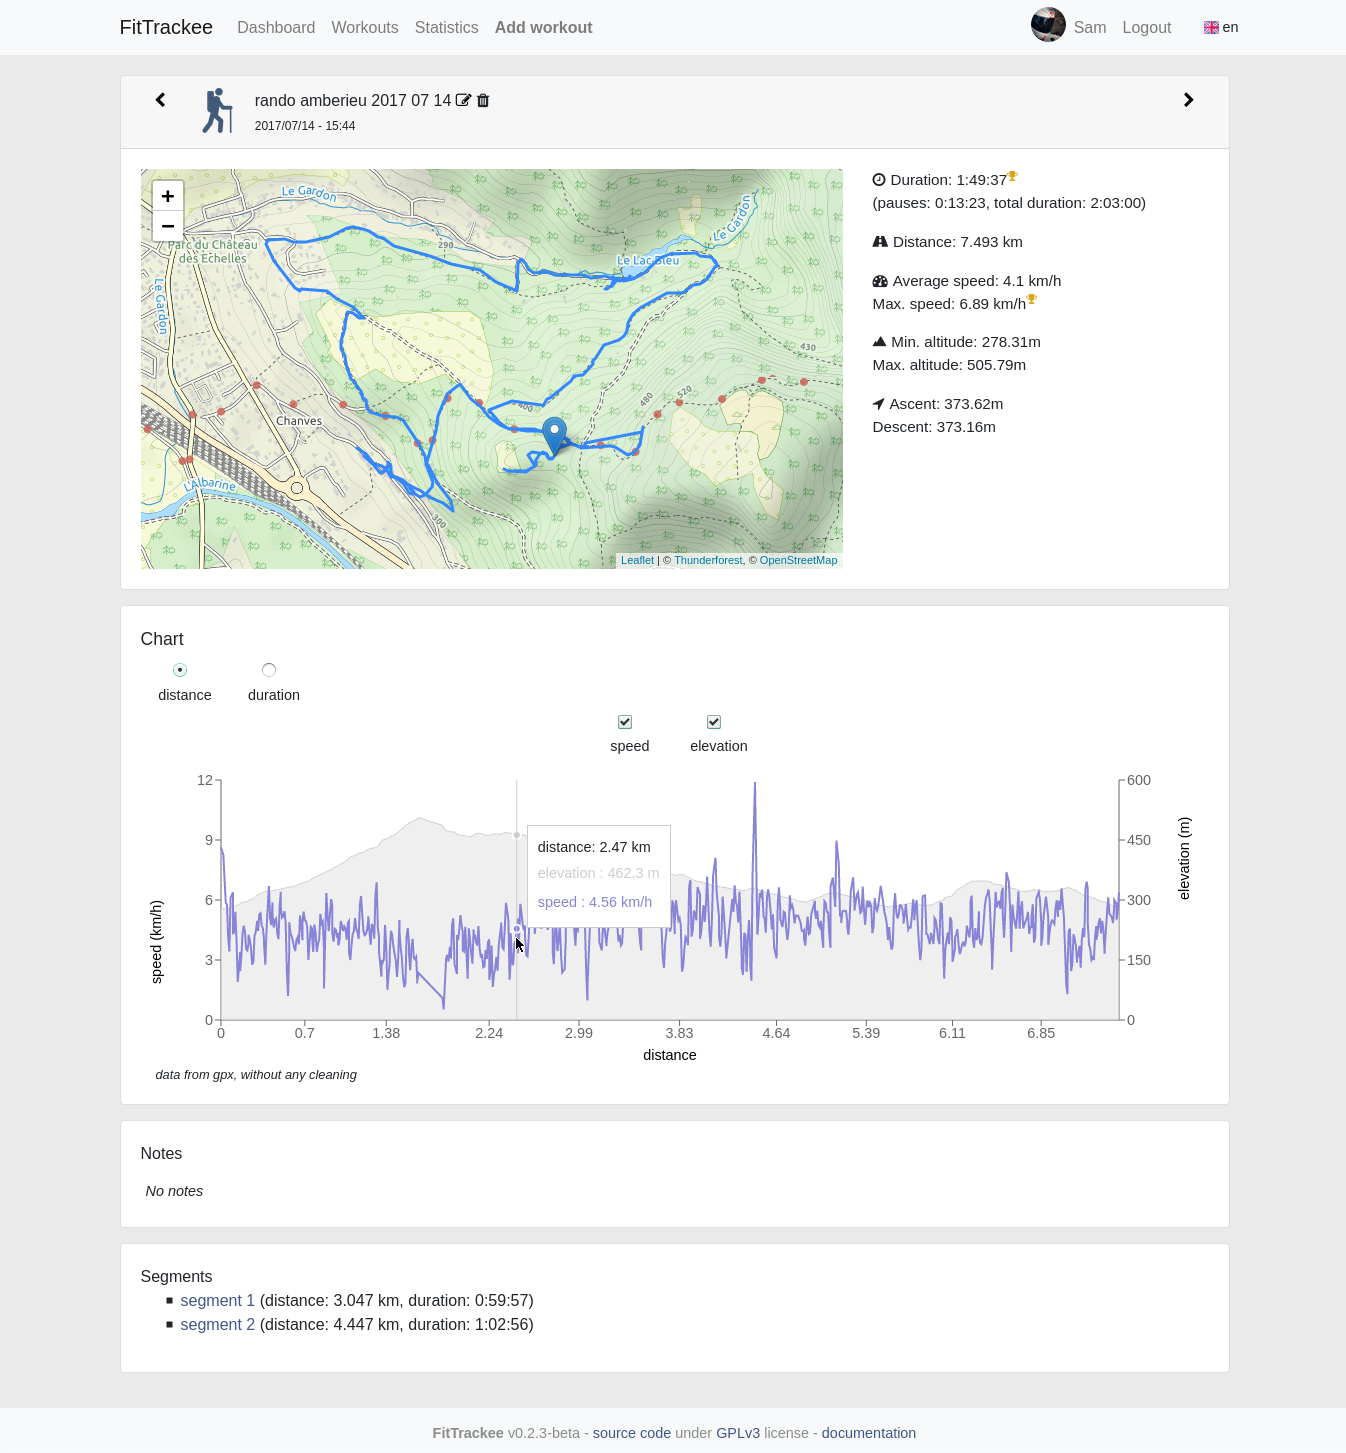 FitTrackee Dashboard Workouts Statistics Add workout Sam Logout en
rando amberieu 2017 07 14
2017/07/14 - 15:44
+
−
Le Gardon
Parc du Château
des Échelles
290
Le Gardon
Le Lac Bleu
Le Gardon
430
480
520
400
Chanves
L'Albarine
300
Leaflet | © Thunderforest, © OpenStreetMap
Duration: 1:49:37
(pauses: 0:13:23, total duration: 2:03:00)
Distance: 7.493 km
Average speed: 4.1 km/h
Max. speed: 6.89 km/h
Min. altitude: 278.31m
Max. altitude: 505.79m
Ascent: 373.62m
Descent: 373.16m
Chart
distance duration
speed elevation
12
9
6
3
0
speed (km/h)
600
450
300
150
0
elevation (m)
distance: 2.47 km
elevation : 462.3 m
speed : 4.56 km/h
0 0.7 1.38 2.24 2.99 3.83 4.64 5.39 6.11 6.85
distance
data from gpx, without any cleaning
Notes
No notes
Segments
segment 1 (distance: 3.047 km, duration: 0:59:57)
segment 2 (distance: 4.447 km, duration: 1:02:56)
FitTrackee v0.2.3-beta - source code under GPLv3 license - documentation